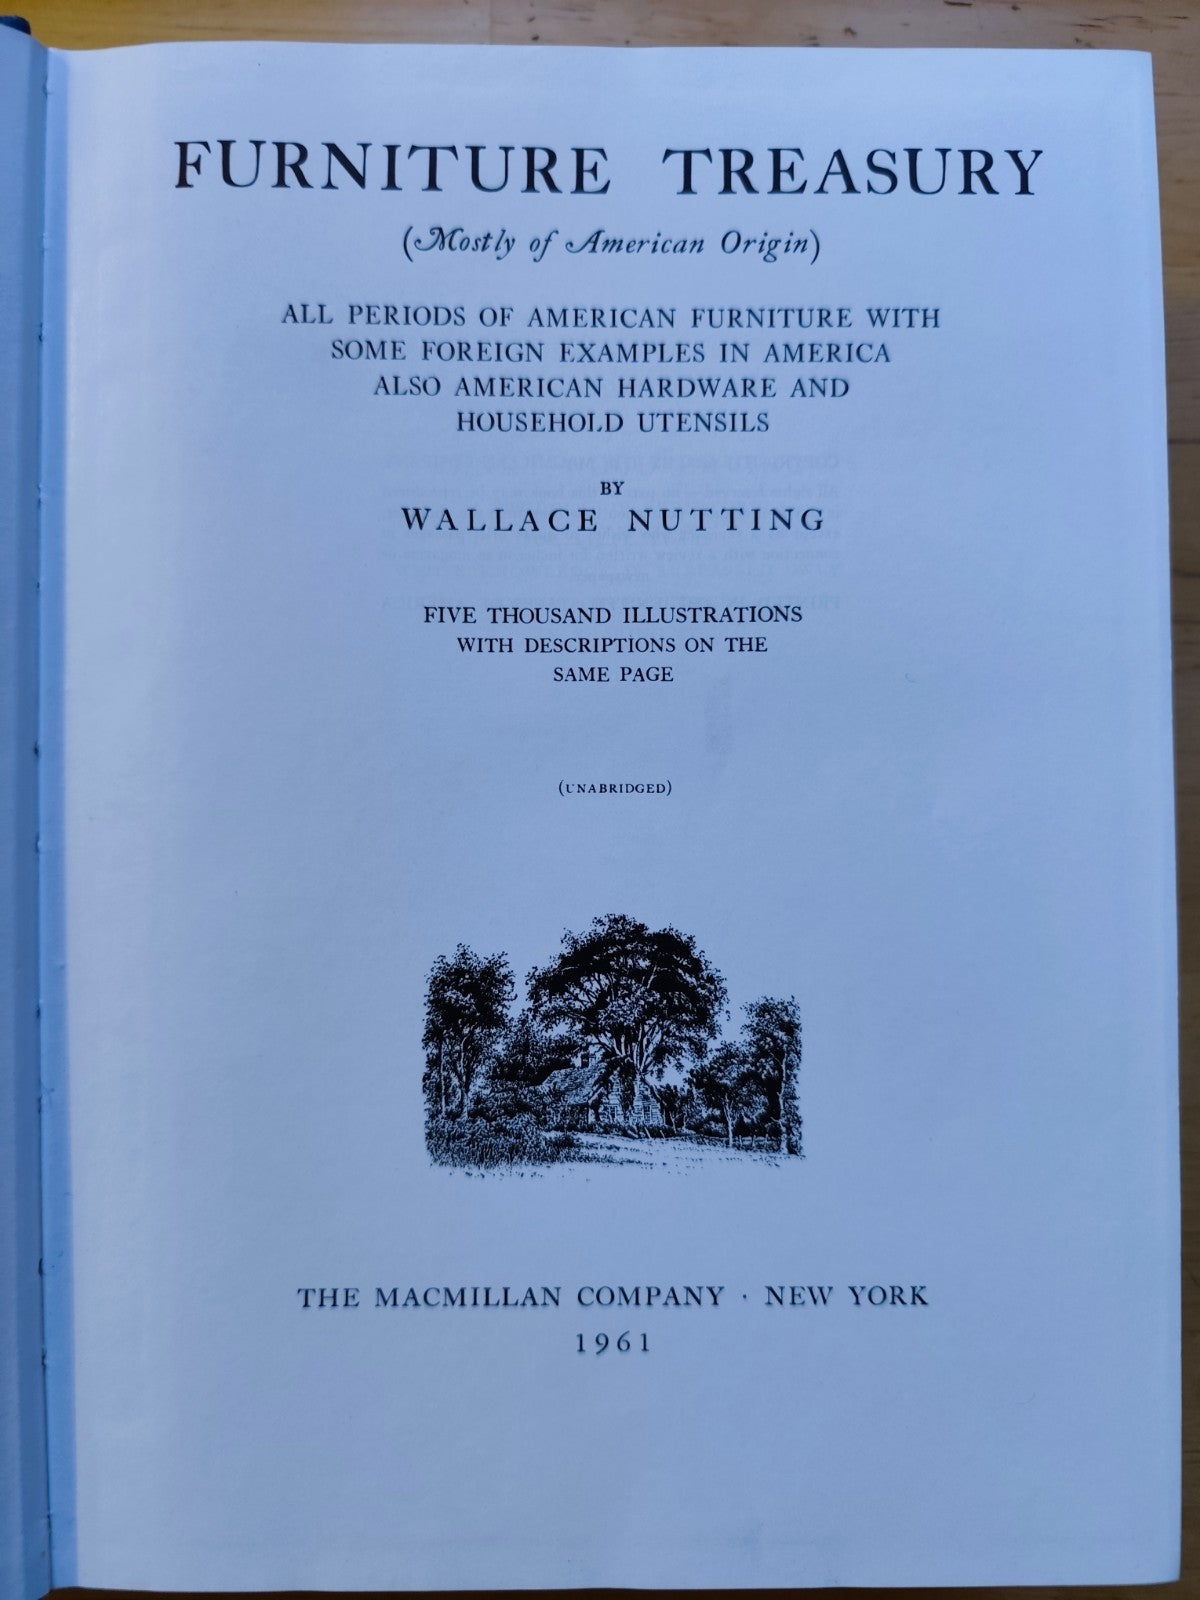 FURNITURE TREASURY
(Mostly of American Origin)
ALL PERIODS OF AMERICAN FURNITURE WITH
SOME FOREIGN EXAMPLES IN AMERICA
ALSO AMERICAN HARDWARE AND
HOUSEHOLD UTENSILS
BY
WALLACE NUTTING
FIVE THOUSAND ILLUSTRATIONS
WITH DESCRIPTIONS ON THE
SAME PAGE
(UNABRIDGED)
THE MACMILLAN COMPANY · NEW YORK
1961